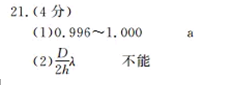 21.(4分)
(1)0.996～1.000 a
(2)D/2h λ 不能